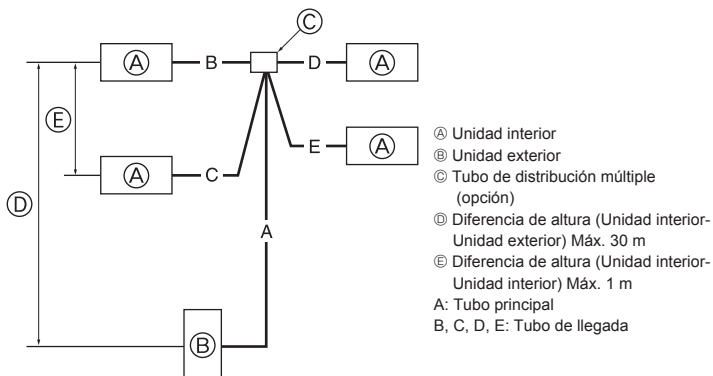 Ⓒ
Ⓐ B D Ⓐ
Ⓔ
E Ⓐ
Ⓐ C
Ⓓ
A
Ⓑ
Ⓐ Unidad interior
Ⓑ Unidad exterior
Ⓒ Tubo de distribución múltiple
(opción)
Ⓓ Diferencia de altura (Unidad interior-
Unidad exterior) Máx. 30 m
Ⓔ Diferencia de altura (Unidad interior-
Unidad interior) Máx. 1 m
A: Tubo principal
B, C, D, E: Tubo de llegada